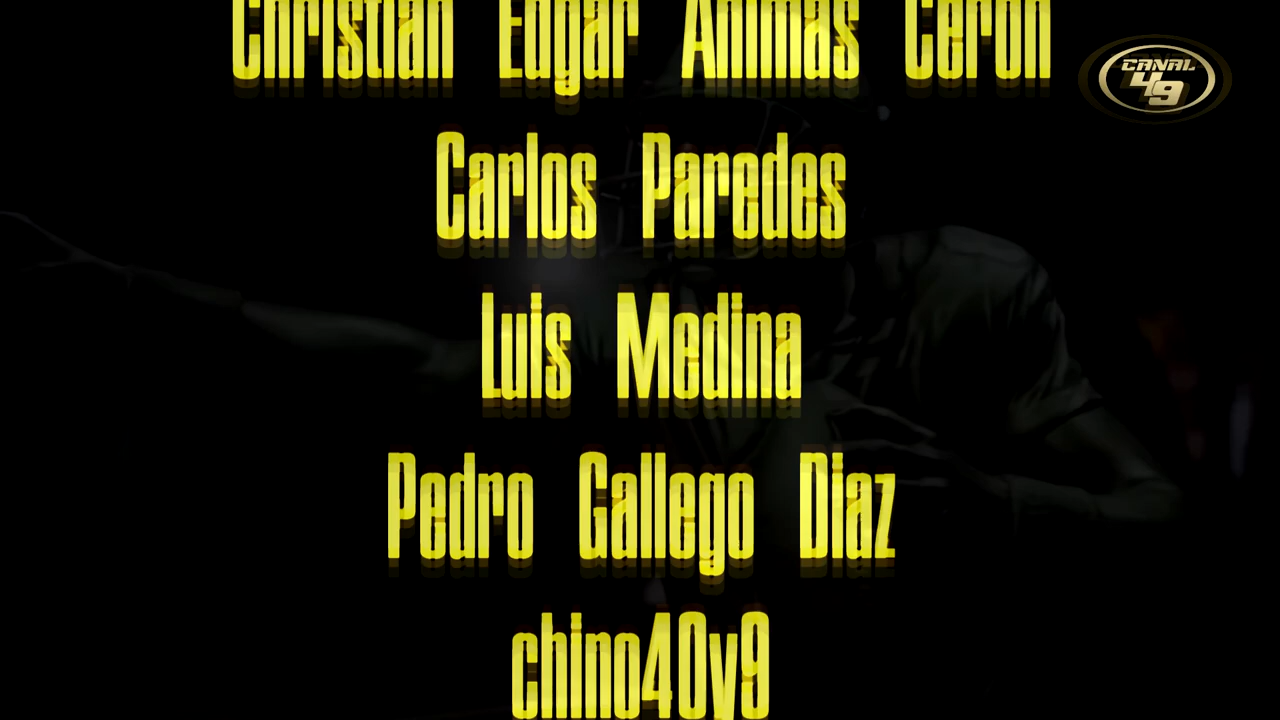 Christian Edgar Animas Ceron
CANAL
49
Carlos Paredes
Luis Medina
Pedro Gallego Diaz
chino40y9